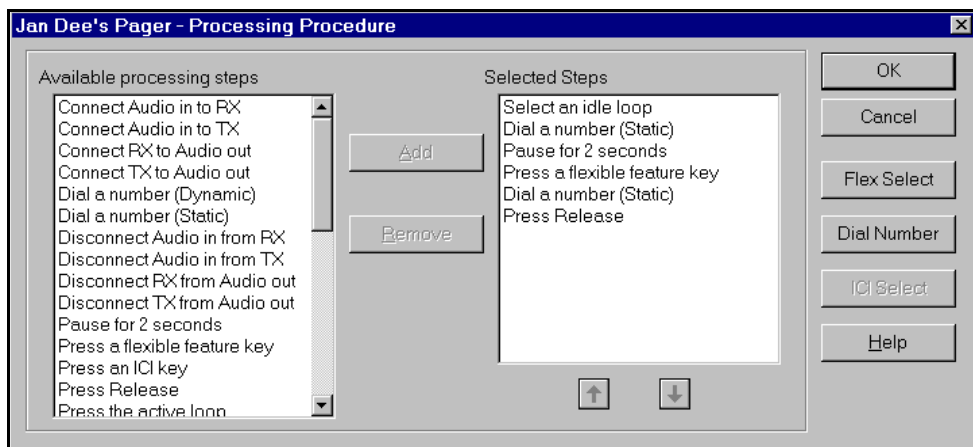 Jan Dee's Pager - Processing Procedure
Available processing steps
Connect Audio in to RX
Connect Audio in to TX
Connect RX to Audio out
Connect TX to Audio out
Dial a number (Dynamic)
Dial a number (Static)
Disconnect Audio in from RX
Disconnect Audio in from TX
Disconnect RX from Audio out
Disconnect TX from Audio out
Pause for 2 seconds
Press a flexible feature key
Press an ICI key
Press Release
Press the active loop
Add
Remove
Selected Steps
Select an idle loop
Dial a number (Static)
Pause for 2 seconds
Press a flexible feature key
Dial a number (Static)
Press Release
OK
Cancel
Flex Select
Dial Number
ICI Select
Help